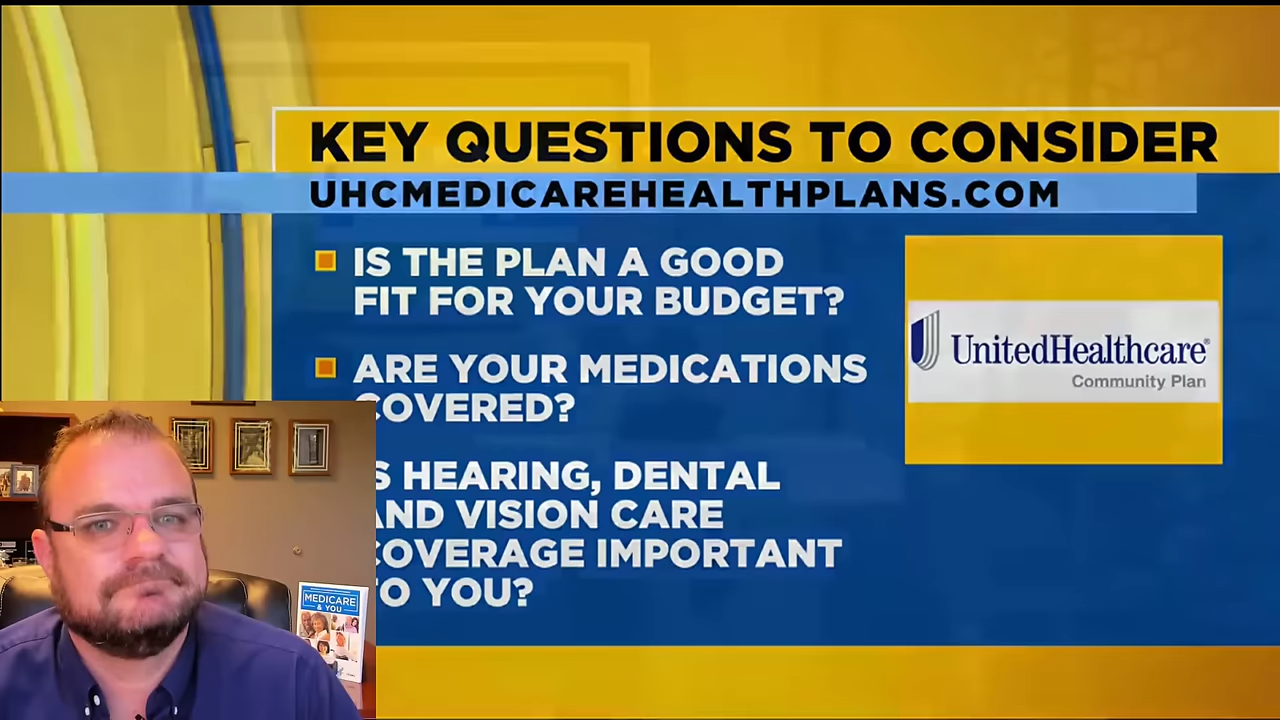 KEY QUESTIONS TO CONSIDER
UHCMEDICAREHEALTHPLANS.COM
IS THE PLAN A GOOD
FIT FOR YOUR BUDGET?
ARE YOUR MEDICATIONS
COVERED?
S HEARING, DENTAL
AND VISION CARE
COVERAGE IMPORTANT
TO YOU?
UnitedHealthcare®
Community Plan
MEDICARE
& YOU